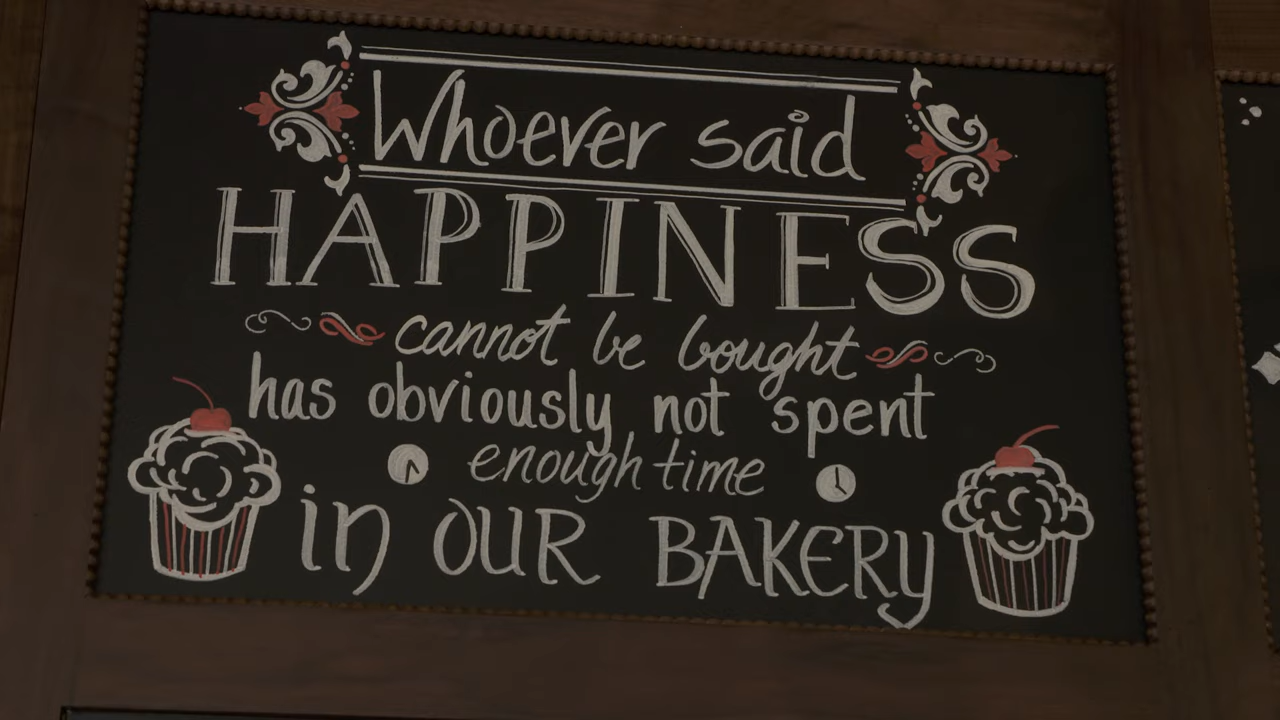 Whoever said
HAPPINESS
cannot be bought
has obviously not spent
enough time
in OUR BAKERY